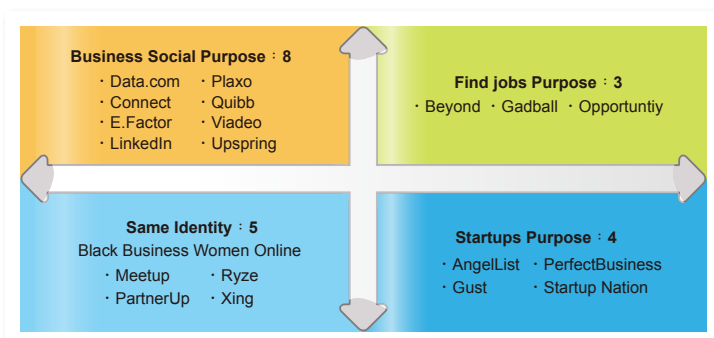 Business Social Purpose：8
· Data.com · Plaxo
· Connect · Quibb
· E.Factor · Viadeo
· LinkedIn · Upspring
Find jobs Purpose：3
· Beyond · Gadball · Opportuntiy
Same Identity：5
Black Business Women Online
· Meetup · Ryze
· PartnerUp · Xing
Startups Purpose：4
· AngelList · PerfectBusiness
· Gust · Startup Nation